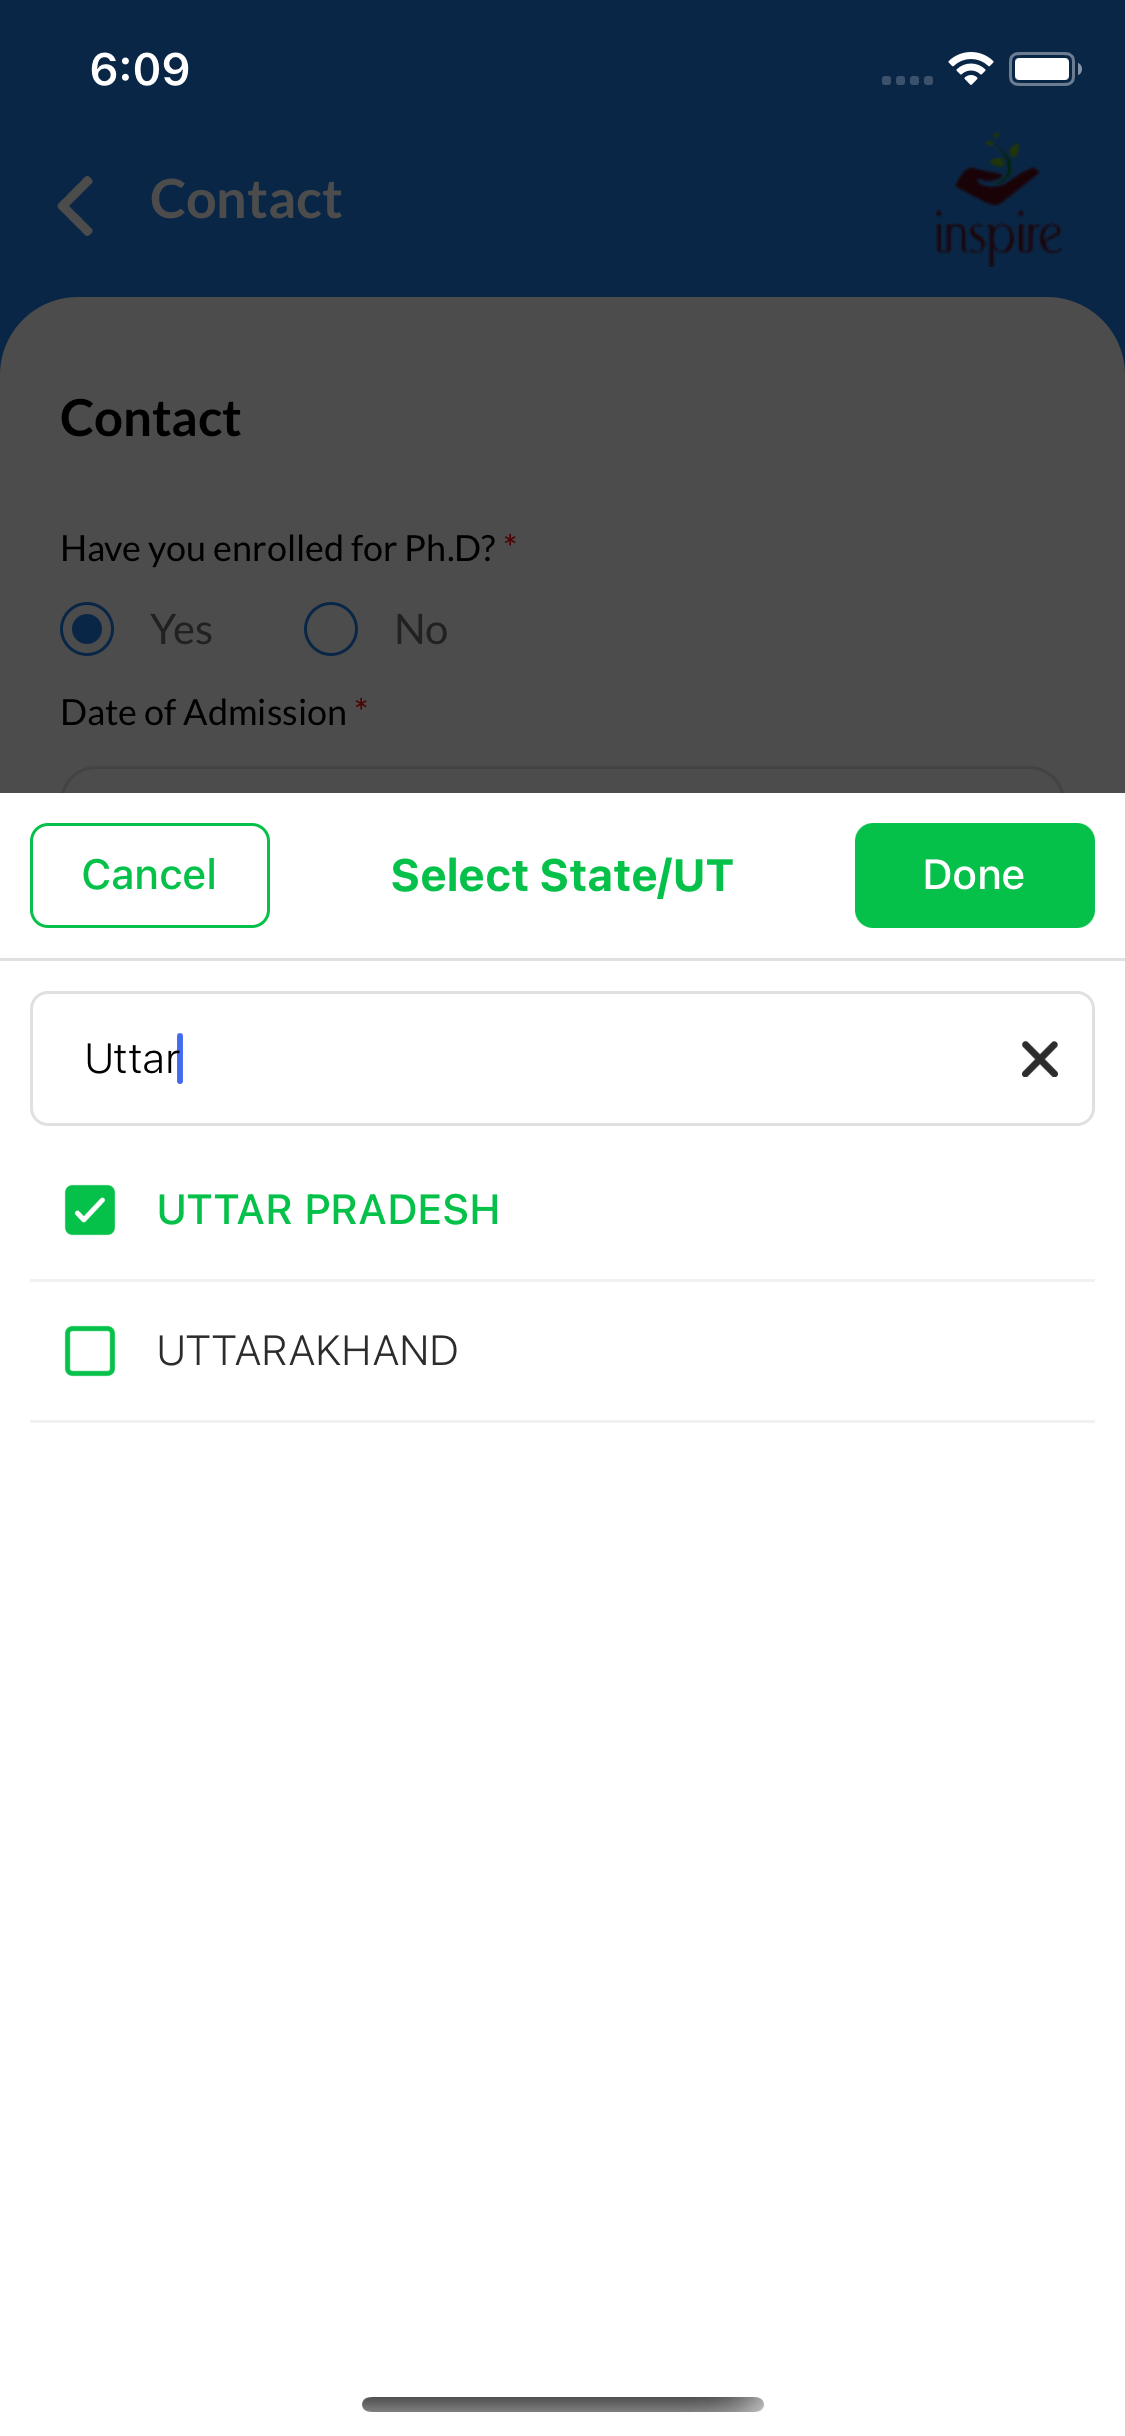 6:09
Contact
inspire
Contact
Have you enrolled for Ph.D? *
Yes No
Date of Admission *
Cancel Select State/UT Done
Uttar
UTTAR PRADESH
UTTARAKHAND